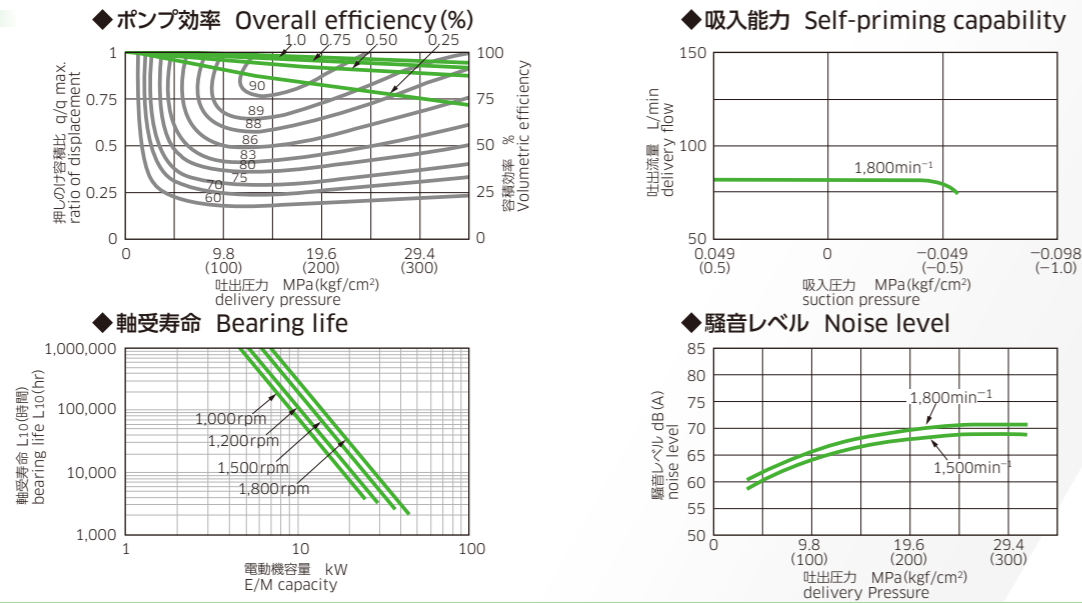 ◆ポンプ効率 Overall efficiency(%)
1.0 0.75 0.50 0.25
押しのけ容積比 q/q max.
ratio of displacement
1
0.75
0.5
0.25
0
90
89
88
86
83
80
75
70
60
100
75
50
25
0
容積効率 %
Volumetric efficiency
0 9.8 19.6 29.4
(100) (200) (300)
吐出圧力 MPa(kgf/cm²)
delivery pressure
◆吸入能力 Self-priming capability
吐出流量 L/min
delivery flow
150
100
50
1,800min⁻¹
0.049 0 −0.049 −0.098
(0.5) (−0.5) (−1.0)
吸入圧力 MPa(kgf/cm²)
suction pressure
◆軸受寿命 Bearing life
軸受寿命 L10(時間)
bearing life L10(hr)
1,000,000
100,000
10,000
1,000
1,000rpm
1,200rpm
1,500rpm
1,800rpm
1 10 100
電動機容量 kW
E/M capacity
◆騒音レベル Noise level
騒音レベル dB(A)
noise level
85
80
75
70
65
60
55
50
1,800min⁻¹
1,500min⁻¹
0 9.8 19.6 29.4
(100) (200) (300)
吐出圧力 MPa(kgf/cm²)
delivery Pressure